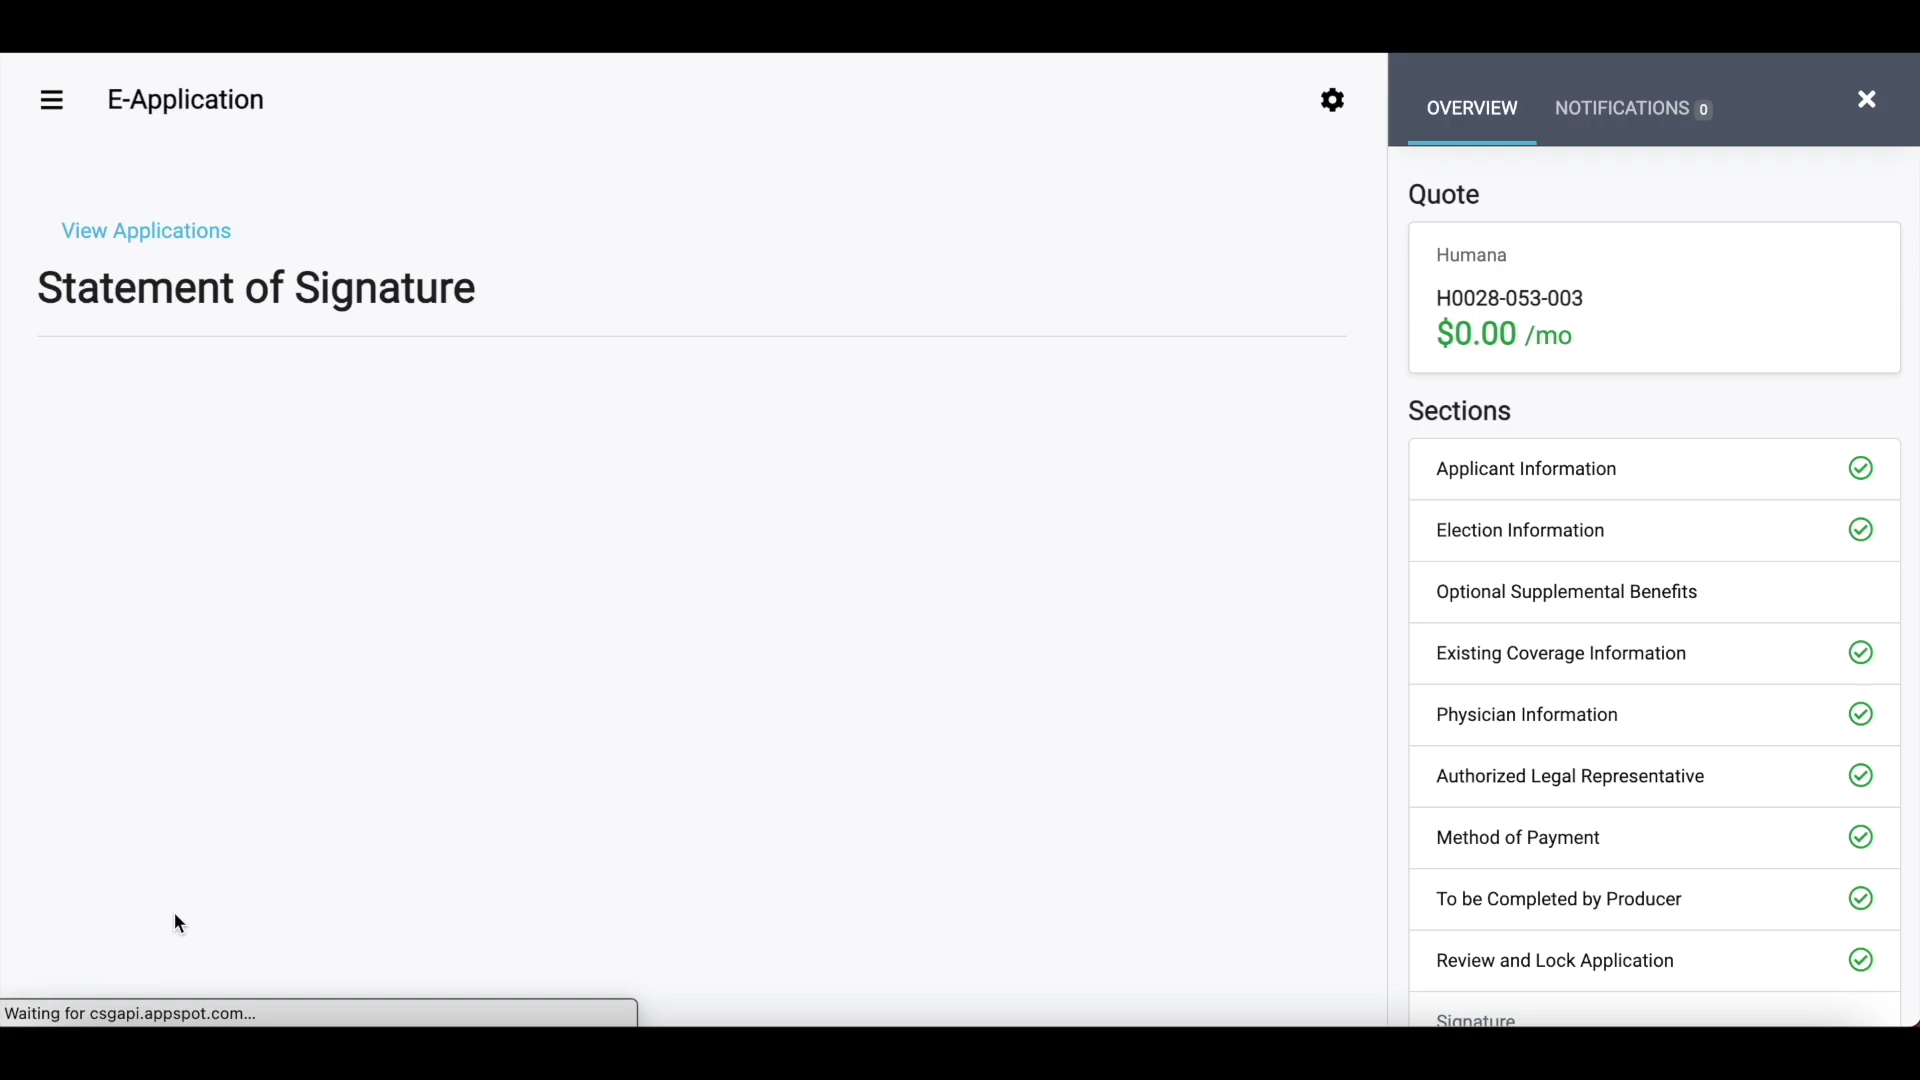 E-Application
View Applications
Statement of Signature
Waiting for csgapi.appspot.com...
OVERVIEW
NOTIFICATIONS 0
Quote
Humana
H0028-053-003
$0.00 /mo
Sections
Applicant Information
Election Information
Optional Supplemental Benefits
Existing Coverage Information
Physician Information
Authorized Legal Representative
Method of Payment
To be Completed by Producer
Review and Lock Application
Signature